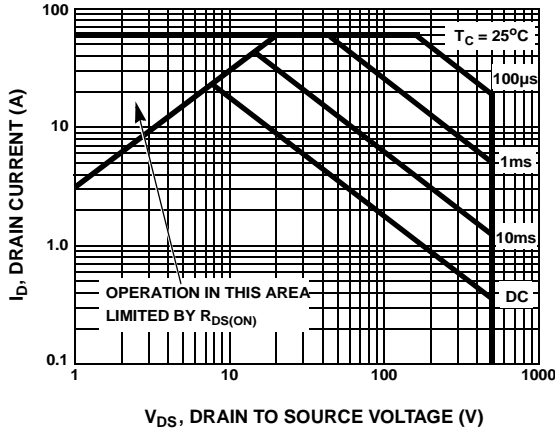 100
T_C = 25°C
100µs
10
1ms
1.0
10ms
OPERATION IN THIS AREA
LIMITED BY R_DS(ON)
DC
0.1
1
10
100
1000
I_D, DRAIN CURRENT (A)
V_DS, DRAIN TO SOURCE VOLTAGE (V)